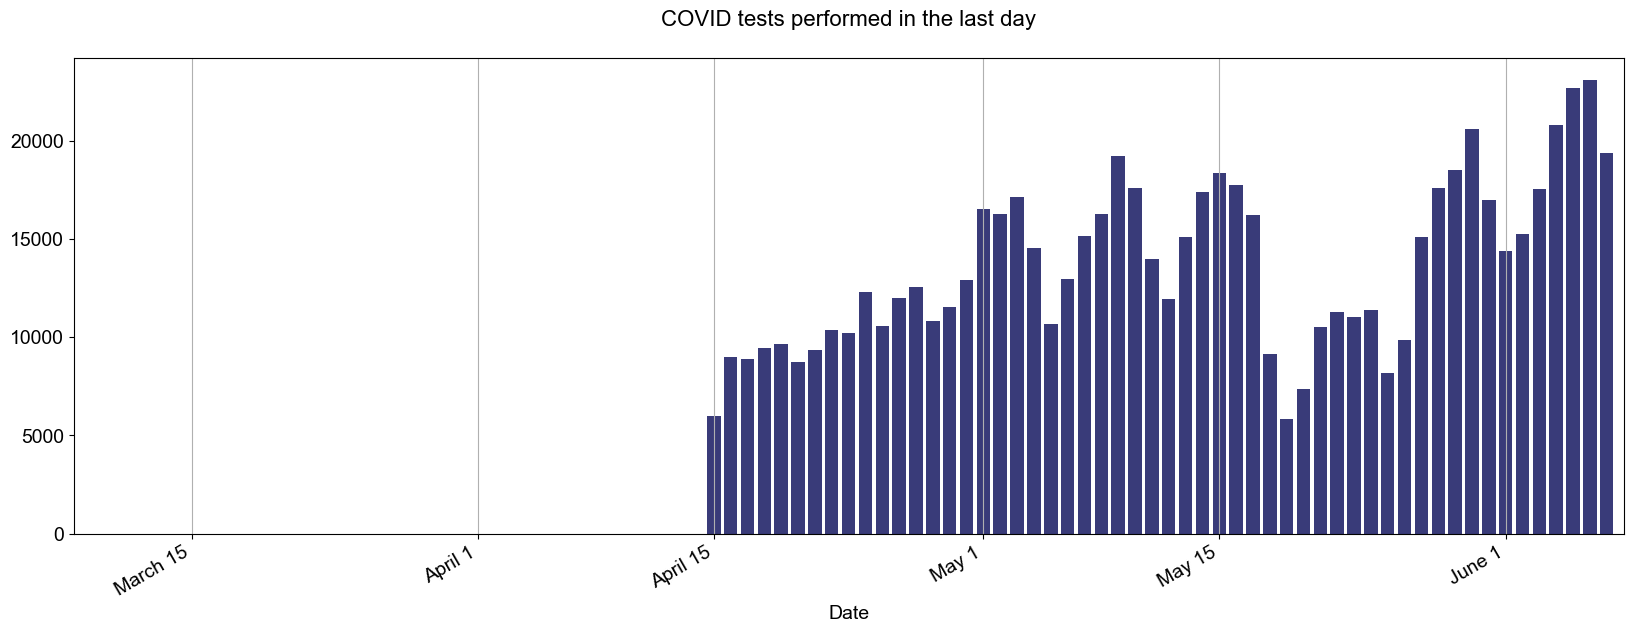 COVID tests performed in the last day
20000
15000
10000
5000
0
March 15
April 1
April 15
May 1
May 15
June 1
Date